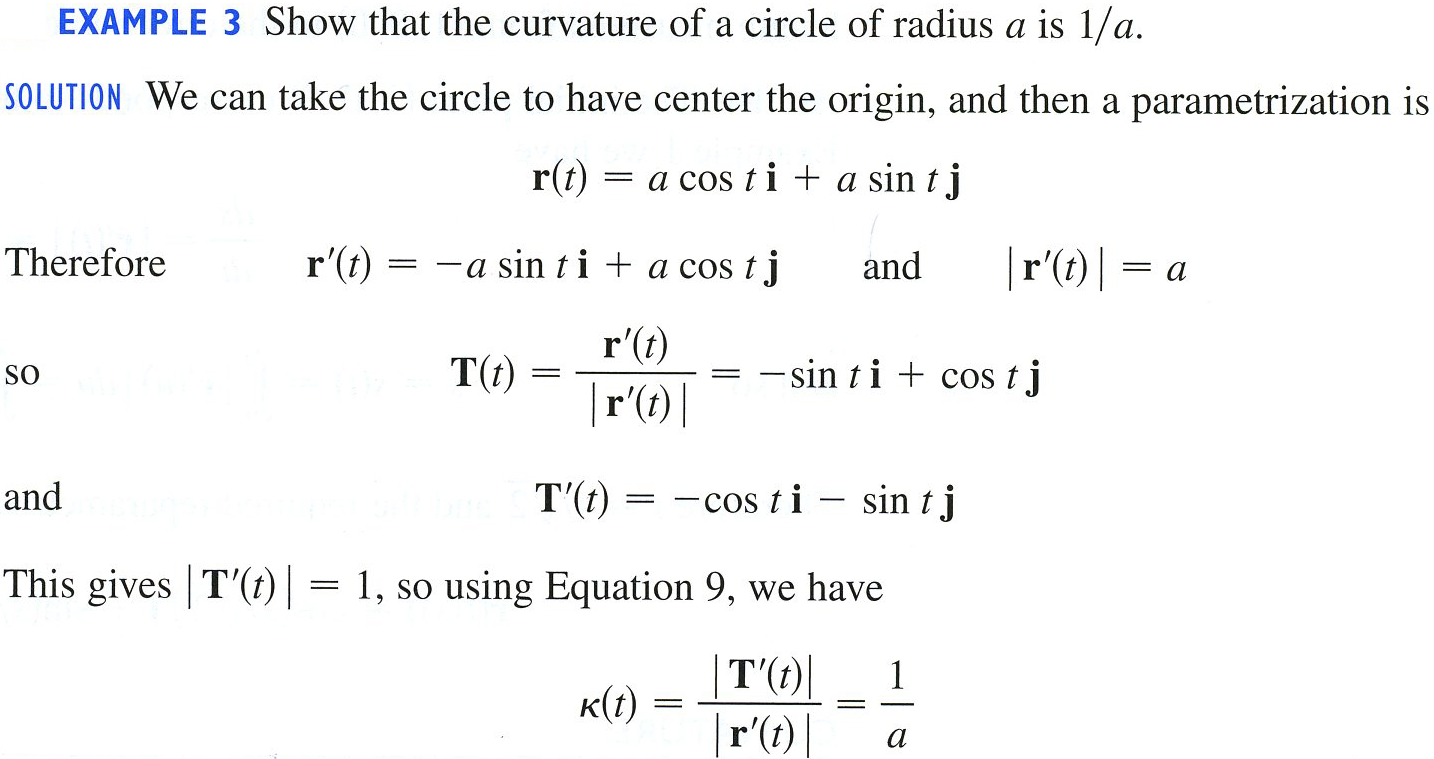 EXAMPLE 3 Show that the curvature of a circle of radius a is 1/a.
SOLUTION We can take the circle to have center the origin, and then a parametrization is
r(t) = a cos t i + a sin t j
Therefore r′(t) = −a sin t i + a cos t j and |r′(t)| = a
so T(t) = r′(t) / |r′(t)| = −sin t i + cos t j
and T′(t) = −cos t i − sin t j
This gives |T′(t)| = 1, so using Equation 9, we have
κ(t) = |T′(t)| / |r′(t)| = 1 / a